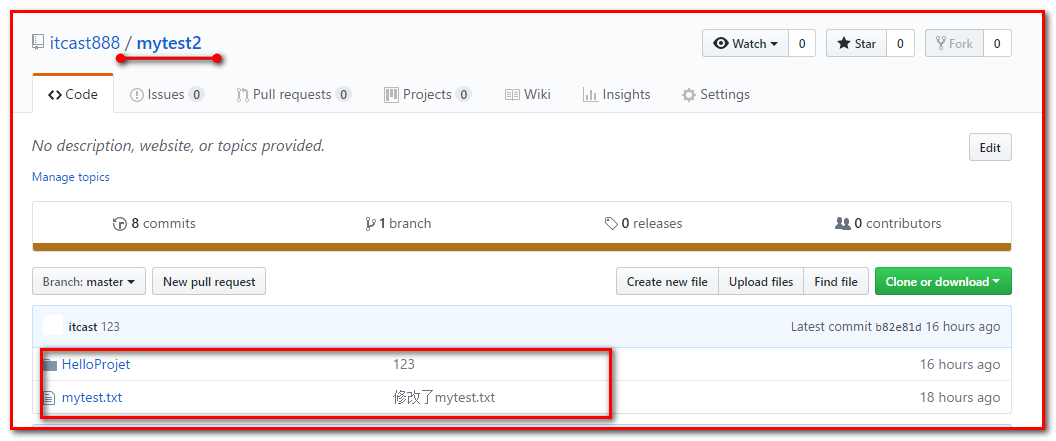 itcast888 / mytest2 Watch 0 Star 0 Fork 0
Code Issues 0 Pull requests 0 Projects 0 Wiki Insights Settings
No description, website, or topics provided. Edit
Manage topics
8 commits 1 branch 0 releases 0 contributors
Branch: master New pull request Create new file Upload files Find file Clone or download
itcast 123 Latest commit b82e81d 16 hours ago
HelloProjet 123 16 hours ago
mytest.txt 修改了mytest.txt 18 hours ago